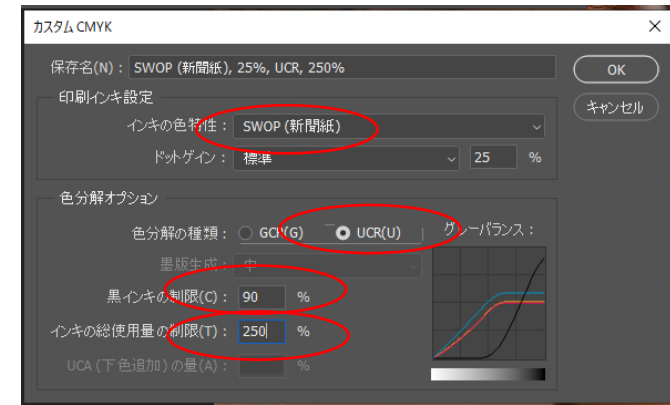 カスタム CMYK
保存名(N)： SWOP (新聞紙), 25%, UCR, 250%
OK
キャンセル
印刷インキ設定
インキの色特性： SWOP (新聞紙)
ドットゲイン： 標準 25 %
色分解オプション
色分解の種類： GCR(G) UCR(U)
グレーバランス：
墨版生成： 中
黒インキの制限(C)： 90 %
インキの総使用量の制限(T)： 250 %
UCA (下色追加) の量(A)： %